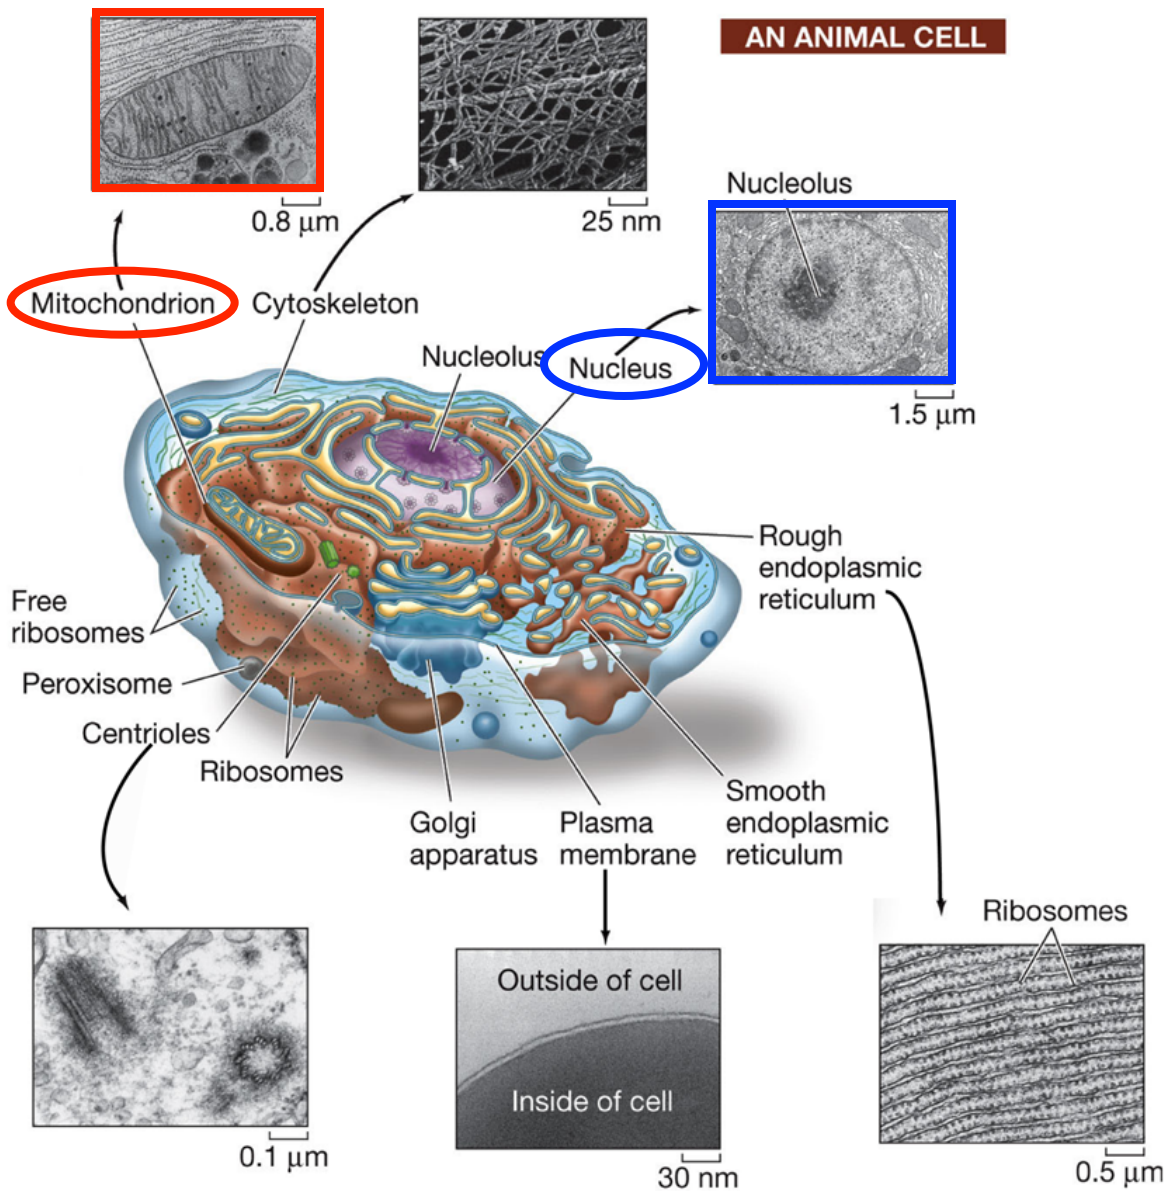 AN ANIMAL CELL
0.8 μm
25 nm
Nucleolus
Mitochondrion
Cytoskeleton
Nucleolus
Nucleus
1.5 μm
Rough
endoplasmic
reticulum
Free
ribosomes
Peroxisome
Centrioles
Ribosomes
Golgi
apparatus
Plasma
membrane
Smooth
endoplasmic
reticulum
Ribosomes
Outside of cell
Inside of cell
0.1 μm
30 nm
0.5 μm